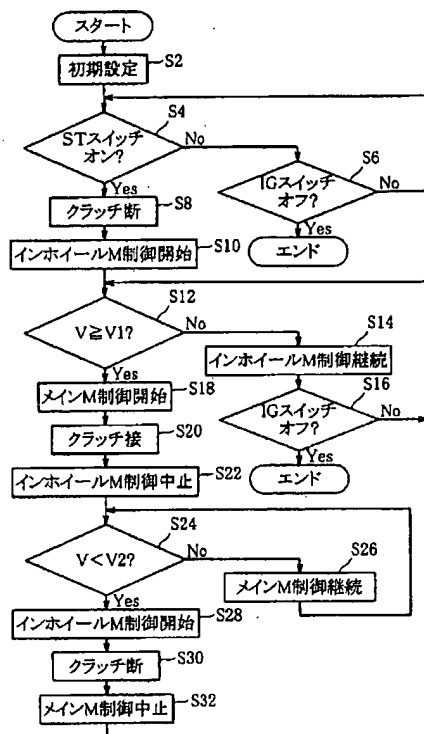 スタート
初期設定
S2
STスイッチ
オン?
S4
No
Yes
IGスイッチ
オフ?
S6
No
Yes
エンド
クラッチ断
S8
インホイールM制御開始
S10
V≧V1?
S12
No
Yes
インホイールM制御継続
S14
IGスイッチ
オフ?
S16
No
Yes
エンド
メインM制御開始
S18
クラッチ接
S20
インホイールM制御中止
S22
V<V2?
S24
No
Yes
メインM制御継続
S26
インホイールM制御開始
S28
クラッチ断
S30
メインM制御中止
S32